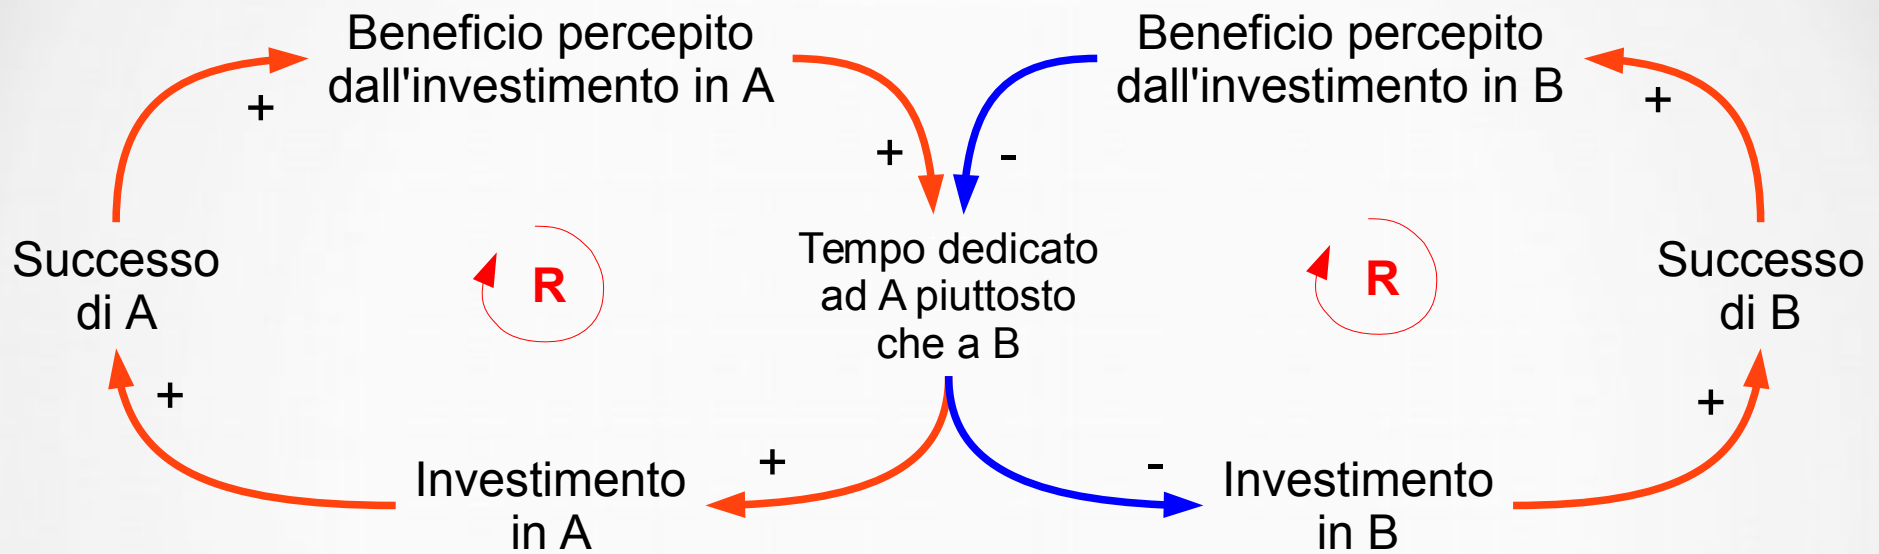 Beneficio percepito
dall'investimento in A
Beneficio percepito
dall'investimento in B
+
+
+
-
Successo
di A
R
Tempo dedicato
ad A piuttosto
che a B
R
Successo
di B
+
+
+
-
Investimento
in A
Investimento
in B